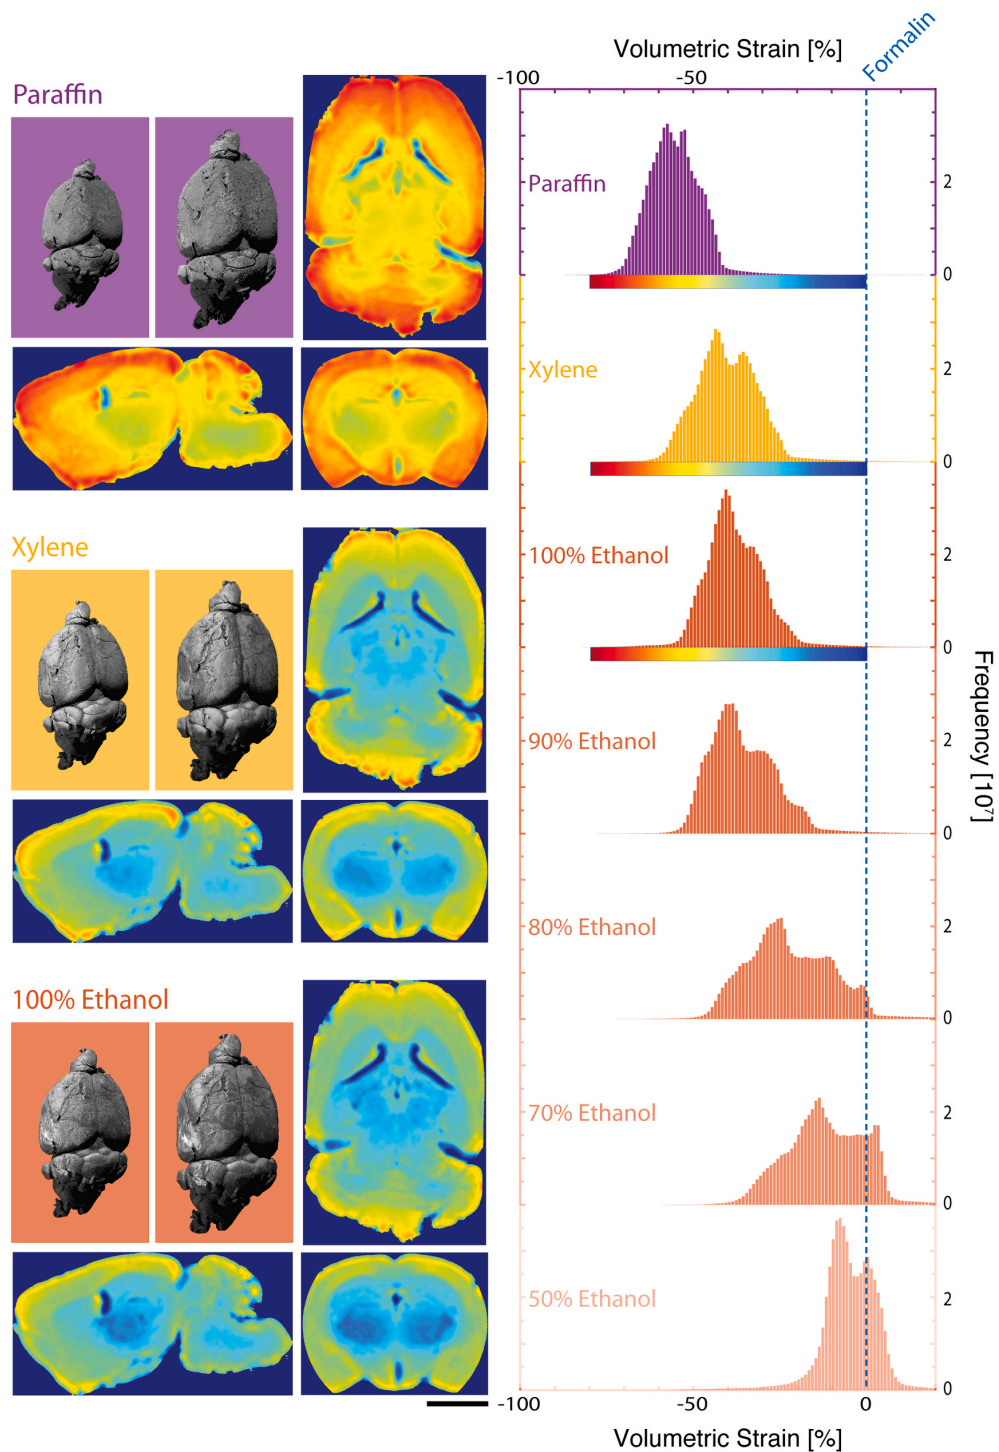 Volumetric Strain [%]
Formalin
-100
-50
Paraffin
Paraffin
2
0
Xylene
2
0
Xylene
100% Ethanol
2
0
Frequency [10⁷]
90% Ethanol
2
0
80% Ethanol
2
0
100% Ethanol
70% Ethanol
2
0
50% Ethanol
2
0
-100
-50
0
Volumetric Strain [%]